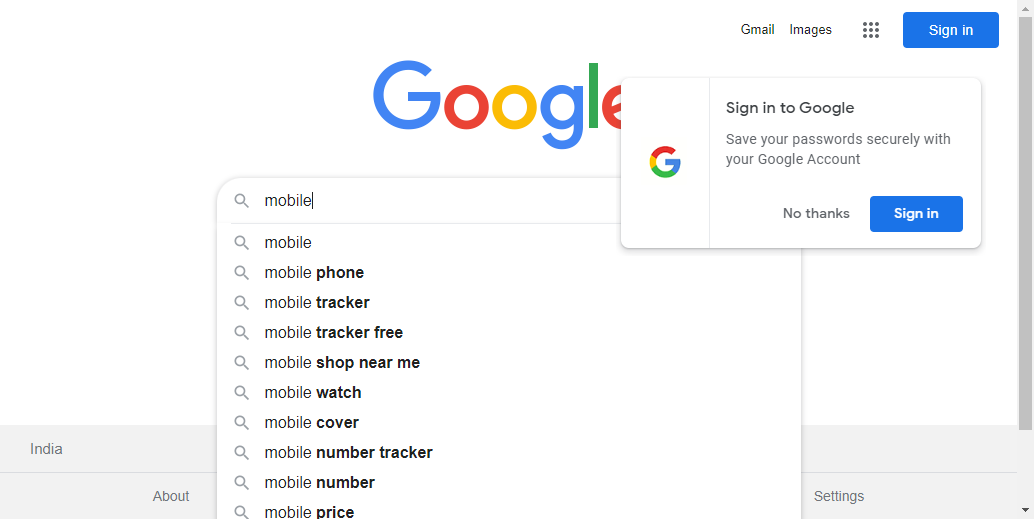 Gmail Images Sign in
Google
Sign in to Google
Save your passwords securely with
your Google Account
No thanks Sign in
mobile
mobile
mobile phone
mobile tracker
mobile tracker free
mobile shop near me
mobile watch
mobile cover
mobile number tracker
mobile number
mobile price
India
About Settings